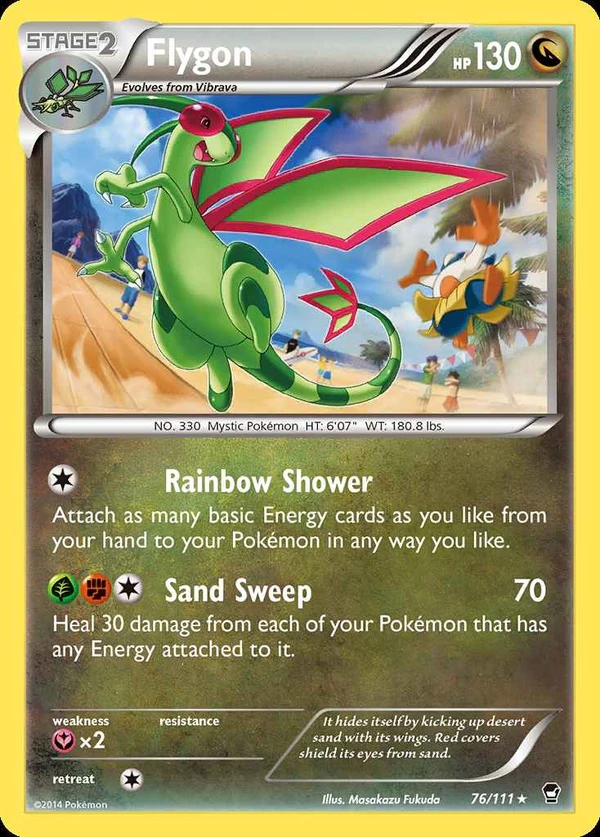 STAGE2
Flygon
HP130
Evolves from Vibrava
NO. 330 Mystic Pokémon HT: 6'07" WT: 180.8 lbs.
Rainbow Shower
Attach as many basic Energy cards as you like from
your hand to your Pokémon in any way you like.
Sand Sweep 70
Heal 30 damage from each of your Pokémon that has
any Energy attached to it.
weakness resistance
×2
It hides itself by kicking up desert
sand with its wings. Red covers
shield its eyes from sand.
retreat
©2014 Pokémon
Illus. Masakazu Fukuda
76/111 ★